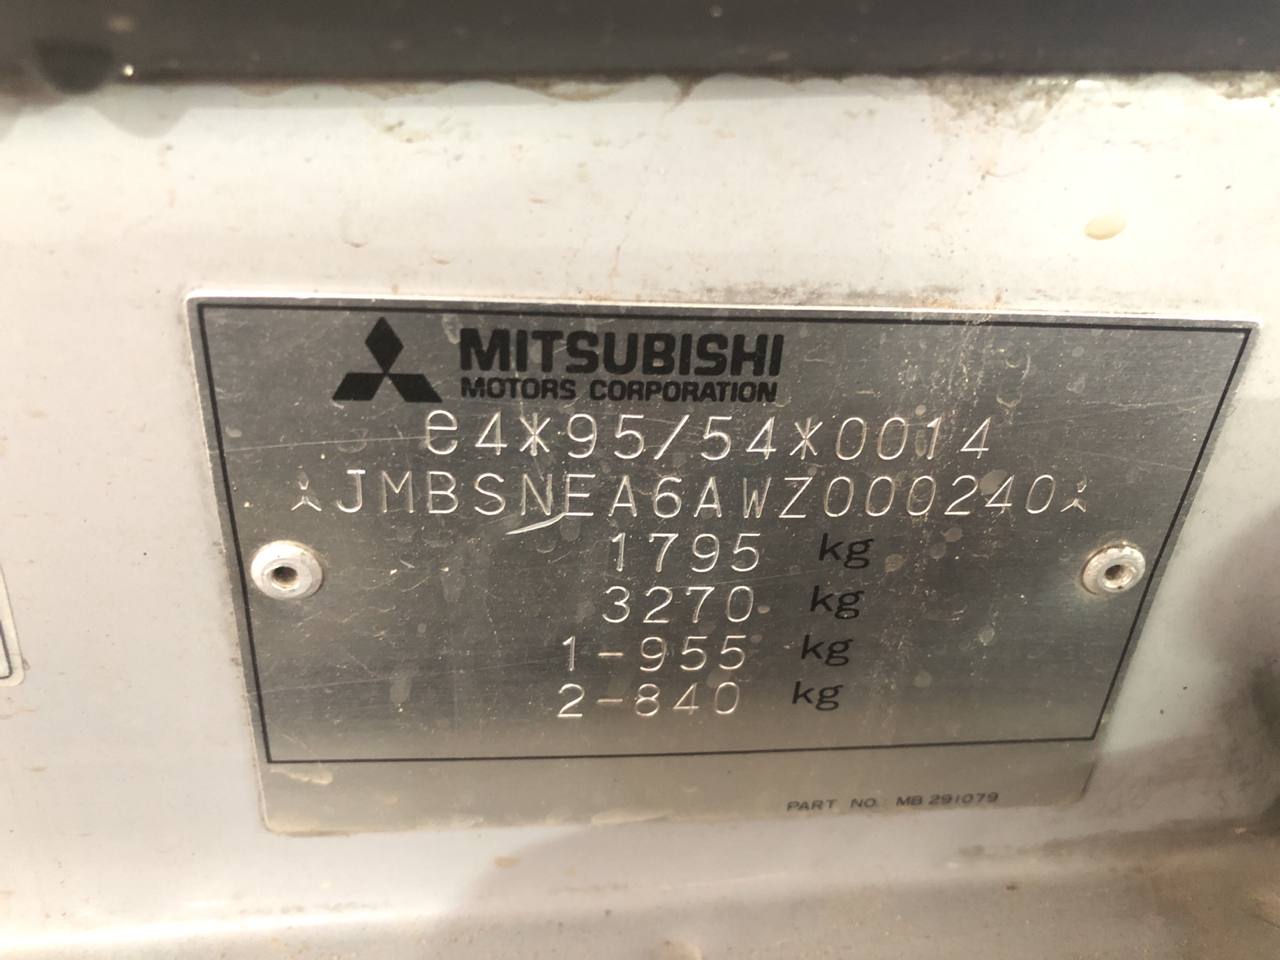 MITSUBISHI
MOTORS CORPORATION
e4*95/54*0014
JMBSNEA6AWZ000240
1795 kg
3270 kg
1-955 kg
2-840 kg
PART NO. MB 291079